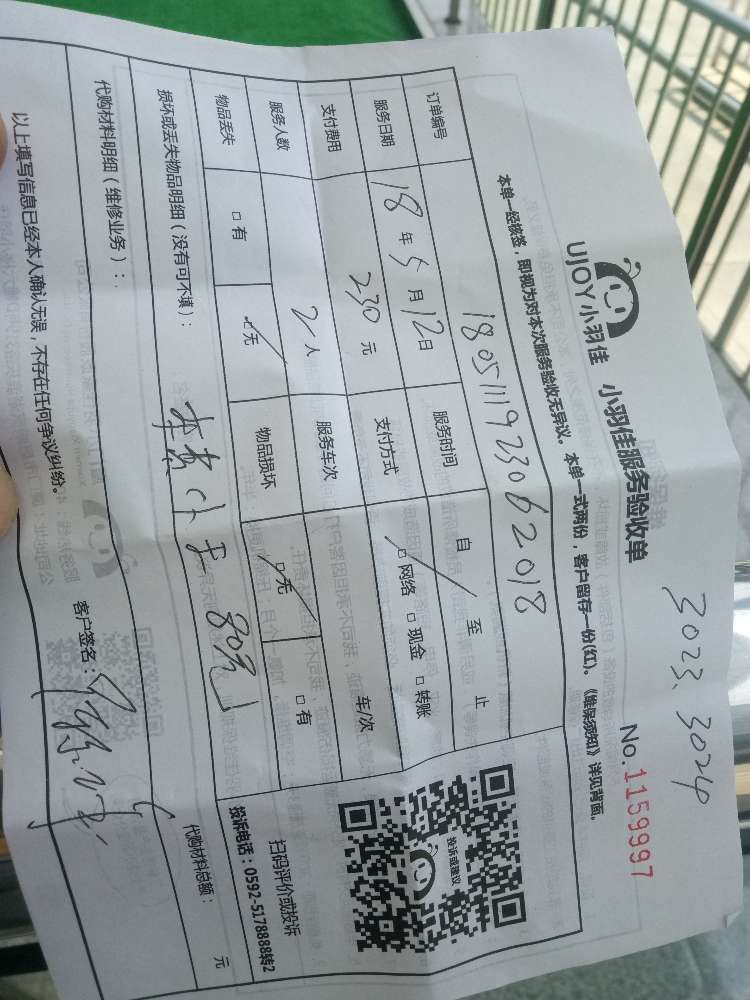 3023. 3024
UJOY小羽佳 小羽佳服务验收单
No.1159997
本单一经核签，即视为对本次服务验收无异议。本单一式两份，客户留存一份(红)。《维保须知》详见背面。
订单编号 1805111923062018
服务日期 18年5月12日 服务时间 自 至 止
支付费用 230元 支付方式 □网络 □现金 □转账
服务人数 2人 服务车次 车/次
物品丢失 □有 □无 物品损坏 □无 □有
损坏或丢失物品明细（没有可不填）：
80元
代购材料明细（维修业务）：
代购材料总额： 元
投诉或建议
扫码评价或投诉
投诉电话：0592-5178888转2
以上填写信息已经本人确认无误，不存在任何争议纠纷。
客户签名：